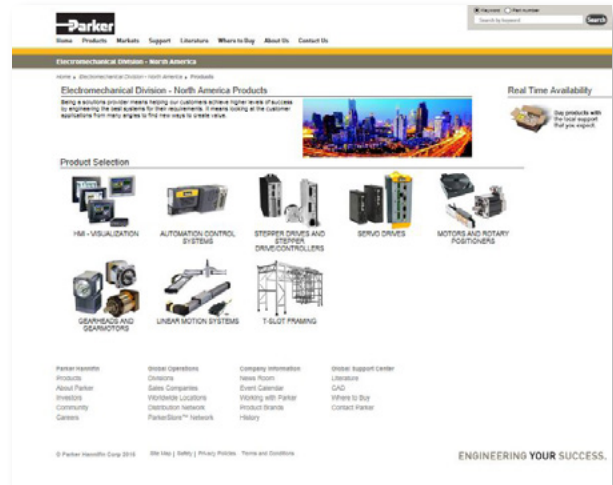 Parker
Keyword Part number
Search by keyword
Search
Home Products Markets Support Literature Where to Buy About Us Contact Us
Electromechanical Division - North America
Home Electromechanical Division - North America Products
Electromechanical Division - North America Products
Real Time Availability
Being a solutions provider means helping our customers achieve higher levels of success
by engineering the best systems for their requirements. It means looking at the customer
applications from many angles to find new ways to create value.
Buy products with
the local support
that you expect.
Product Selection
HMI - VISUALIZATION
AUTOMATION CONTROL
SYSTEMS
STEPPER DRIVES AND
STEPPER
DRIVE/CONTROLLERS
SERVO DRIVES
MOTORS AND ROTARY
POSITIONERS
GEARHEADS AND
GEARMOTORS
LINEAR MOTION SYSTEMS
T-SLOT FRAMING
Parker Hannifin
Products
About Parker
Investors
Community
Careers
Global Operations
Divisions
Sales Companies
Worldwide Locations
Distribution Network
ParkerStore™ Network
Company Information
News Room
Event Calendar
Working with Parker
Product Brands
History
Global Support Center
Literature
CAD
Where to Buy
Contact Parker
© Parker Hannifin Corp 2015 Site Map | Safety | Privacy Policies Terms and Conditions
ENGINEERING YOUR SUCCESS.